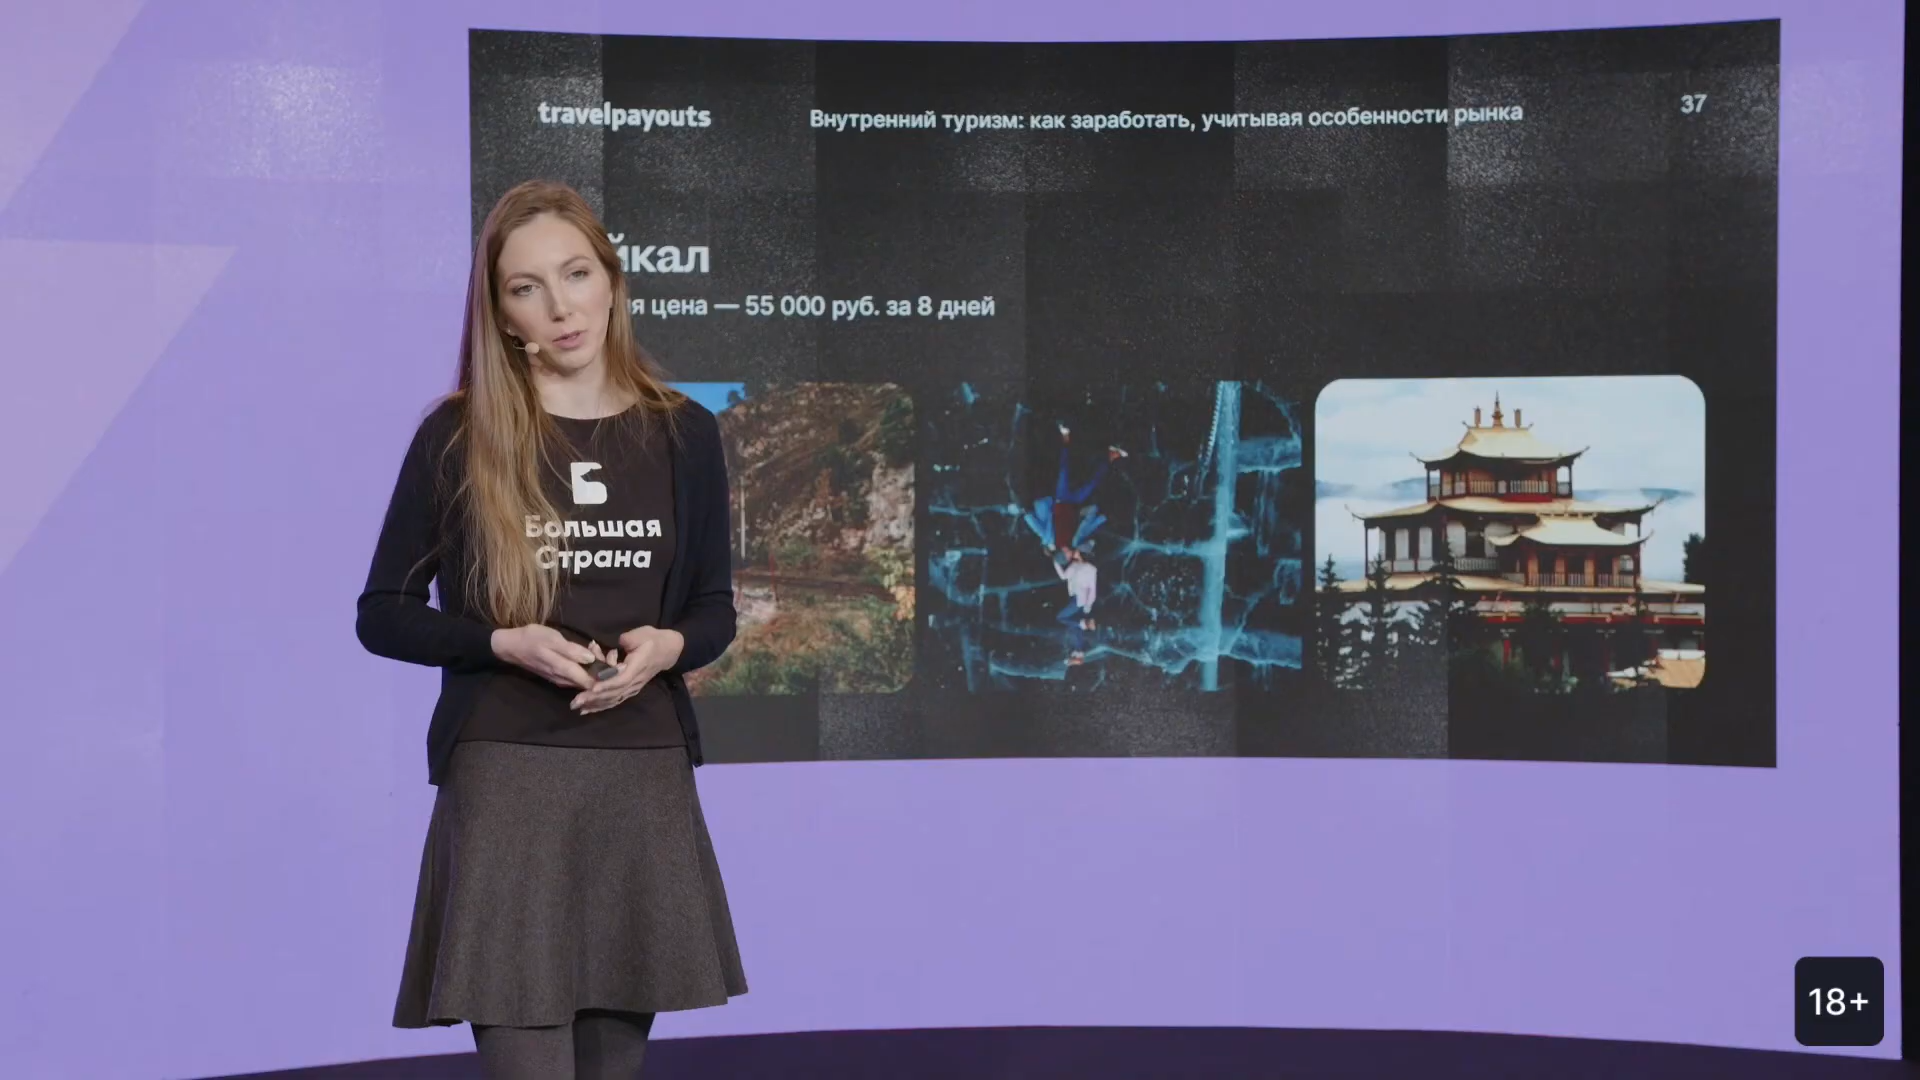 travelpayouts
Внутренний туризм: как заработать, учитывая особенности рынка
37
йкал
я цена — 55 000 руб. за 8 дней
Большая
Страна
18+